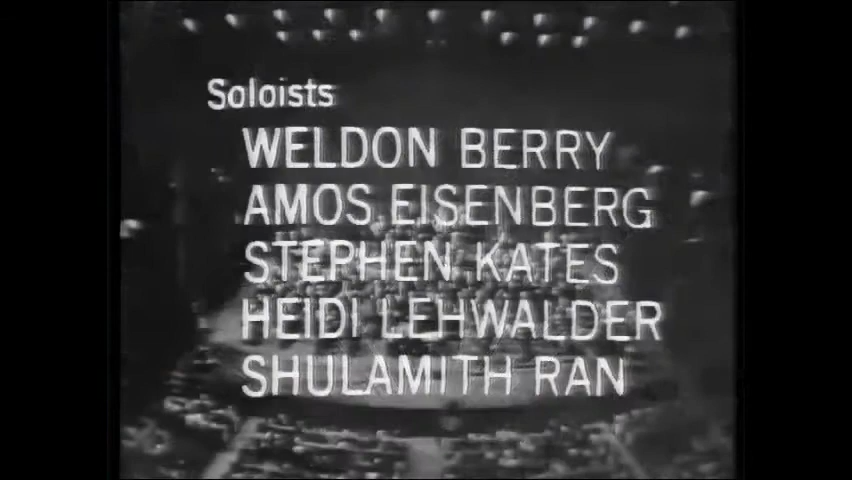 Soloists
WELDON BERRY
AMOS EISENBERG
STEPHEN KATES
HEIDI LEHWALDER
SHULAMITH RAN